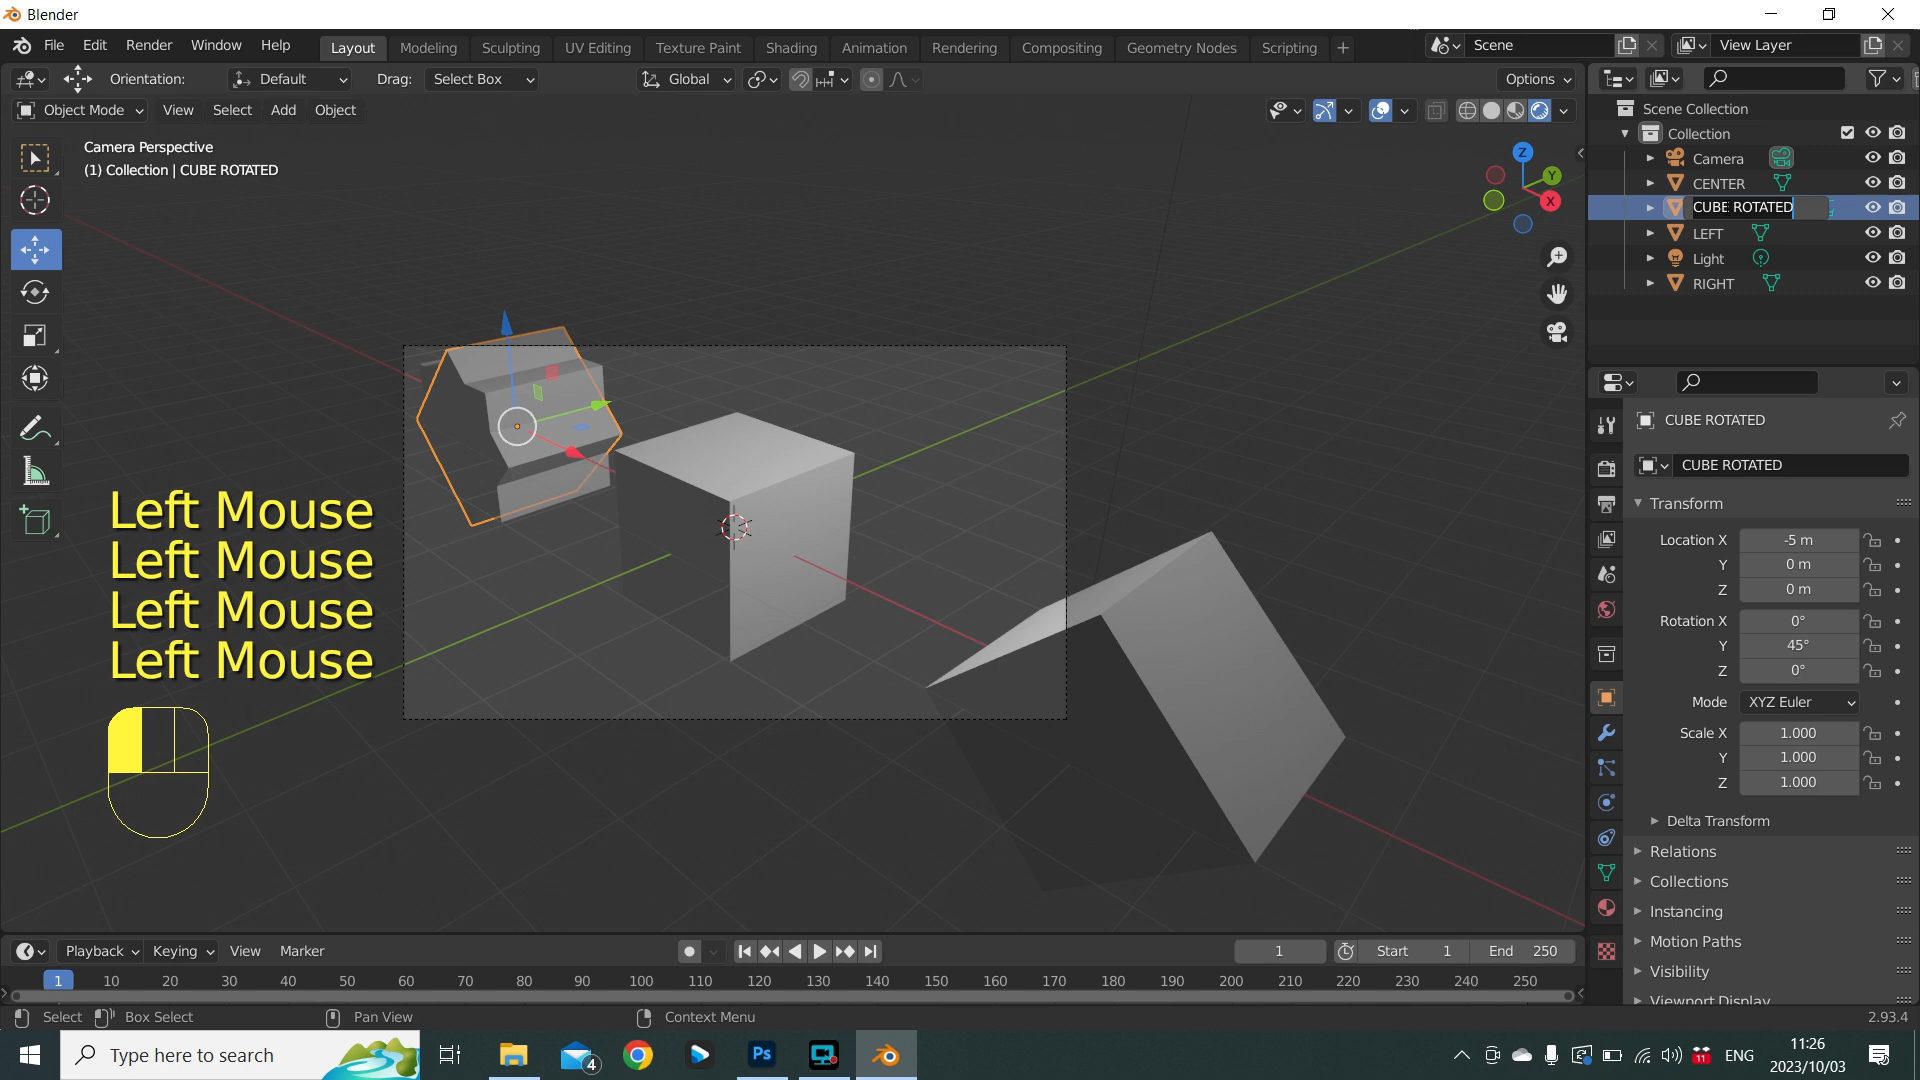 Blender
File Edit Render Window Help Layout Modeling Sculpting UV Editing Texture Paint Shading Animation Rendering Compositing Geometry Nodes Scripting + Scene View Layer
Orientation: Default Drag: Select Box Global Options
Object Mode View Select Add Object
Camera Perspective
(1) Collection | CUBE ROTATED
Z
Y
X
Scene Collection
Collection
Camera
CENTER
CUBE ROTATED
LEFT
Light
RIGHT
CUBE ROTATED
CUBE ROTATED
Transform
Location X -5 m
Y 0 m
Z 0 m
Rotation X 0°
Y 45°
Z 0°
Mode XYZ Euler
Scale X 1.000
Y 1.000
Z 1.000
Delta Transform
Relations
Collections
Instancing
Motion Paths
Visibility
Viewport Display
Left Mouse
Left Mouse
Left Mouse
Left Mouse
Playback Keying View Marker 1 Start 1 End 250
1 10 20 30 40 50 60 70 80 90 100 110 120 130 140 150 160 170 180 190 200 210 220 230 240 250
Select Box Select Pan View Context Menu 2.93.4
Type here to search 4 Ps 11 ENG 11:26
2023/10/03